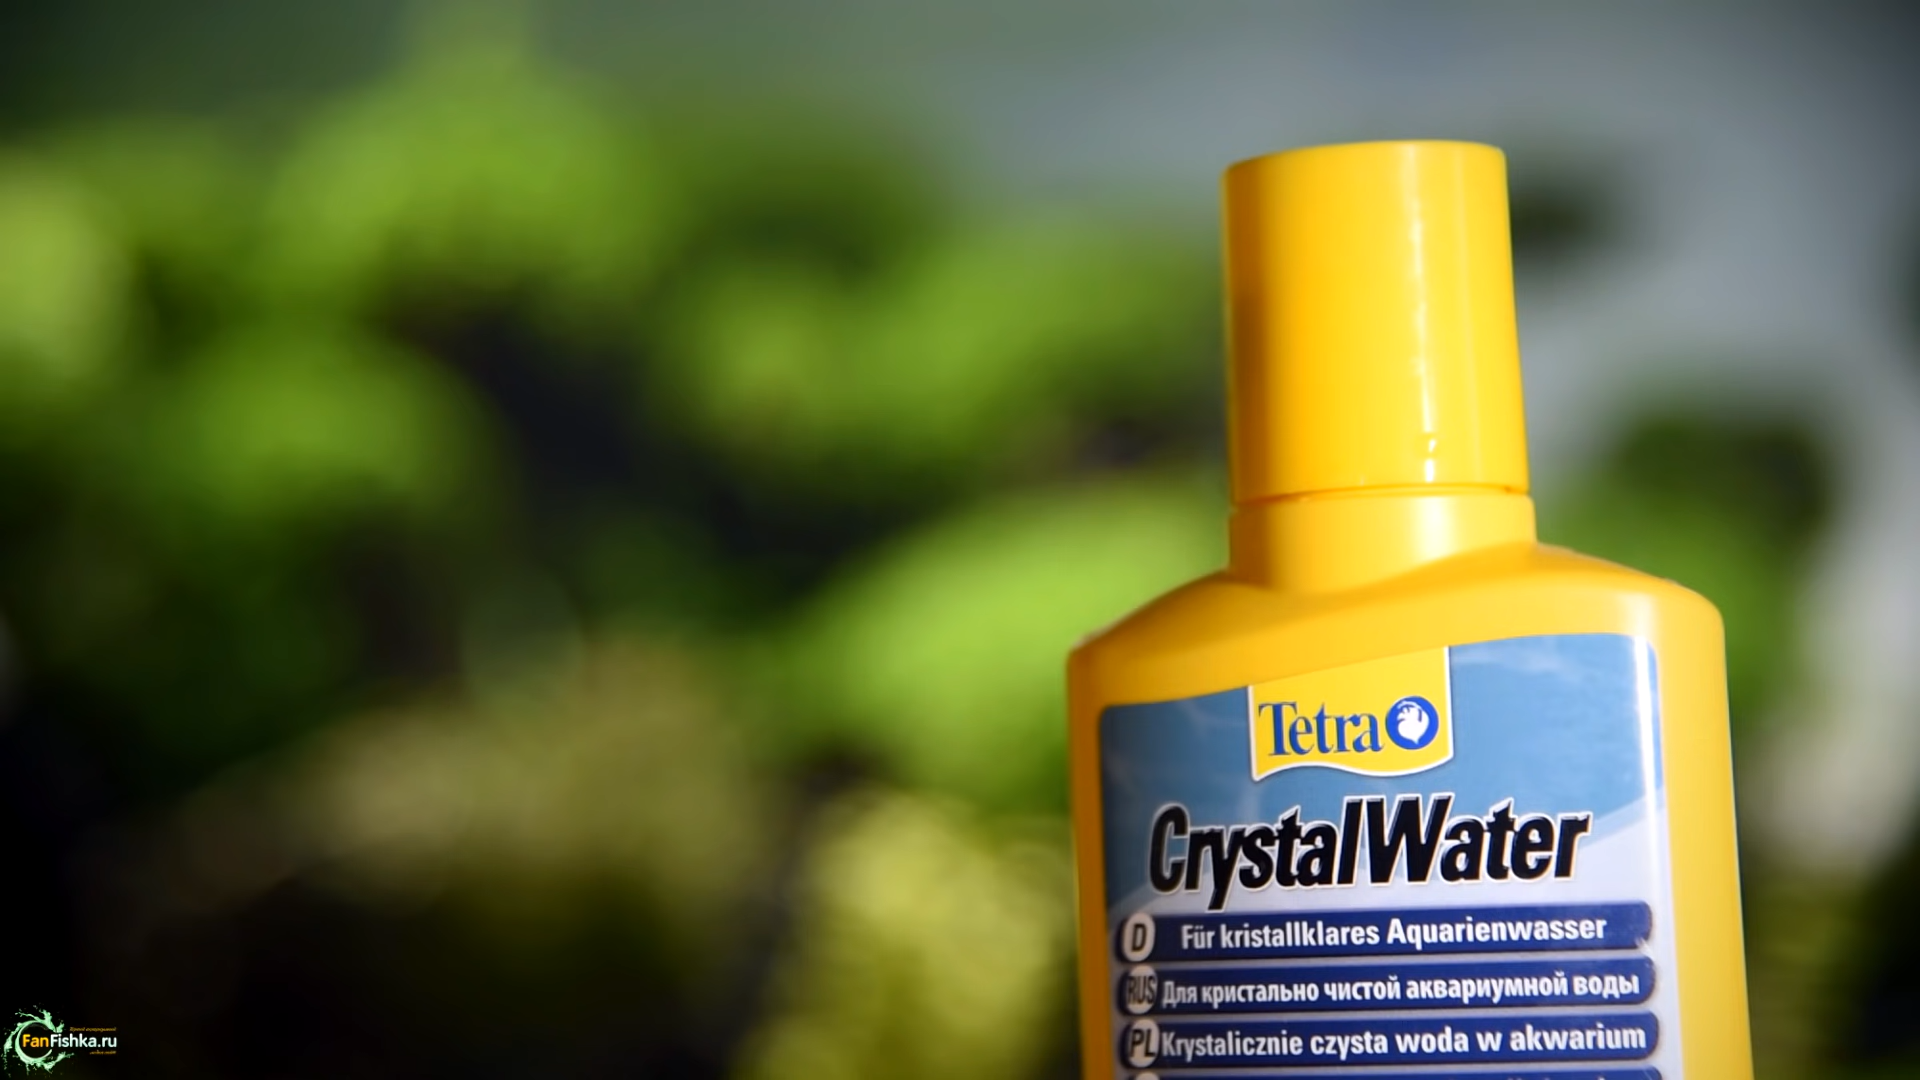 Tetra
CrystalWater
D Für kristallklares Aquarienwasser
RUS Для кристально чистой аквариумной воды
PL Krystalicznie czysta woda w akwarium
FanFishka.ru